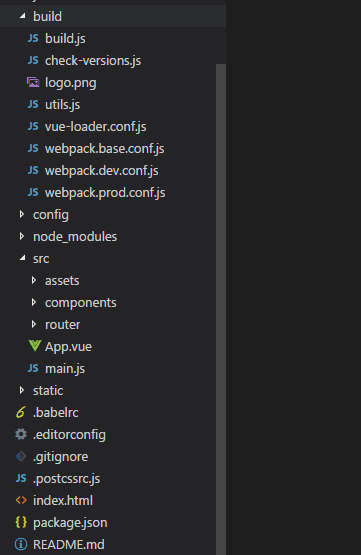 build
JS build.js
JS check-versions.js
logo.png
JS utils.js
JS vue-loader.conf.js
JS webpack.base.conf.js
JS webpack.dev.conf.js
JS webpack.prod.conf.js
config
node_modules
src
assets
components
router
App.vue
JS main.js
static
.babelrc
.editorconfig
.gitignore
JS .postcssrc.js
<> index.html
{} package.json
README.md